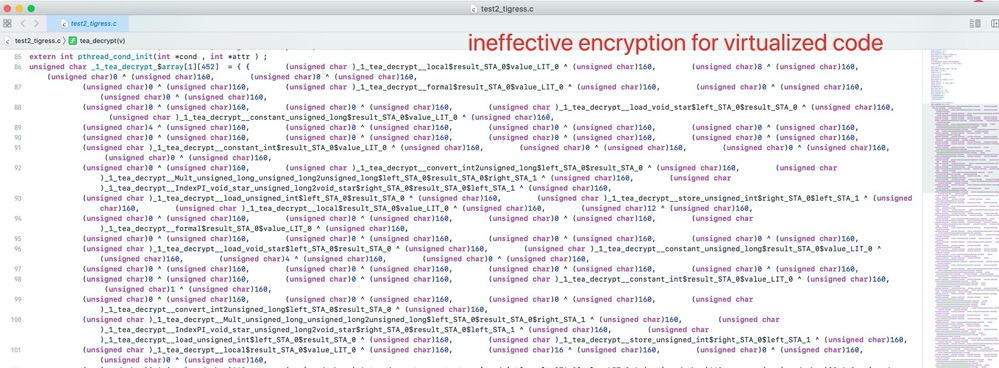 test2_tigress.c
test2_tigress.c
test2_tigress.c 〉 tea_decrypt(v)
ineffective encryption for virtualized code
85 extern int pthread_cond_init(int *cond , int *attr ) ;
86 unsigned char _1_tea_decrypt_$array[1][452] = { { (unsigned char )_1_tea_decrypt__local$result_STA_0$value_LIT_0 ^ (unsigned char)160, (unsigned char)8 ^ (unsigned char)160,
(unsigned char)0 ^ (unsigned char)160, (unsigned char)0 ^ (unsigned char)160,
87 (unsigned char)0 ^ (unsigned char)160, (unsigned char )_1_tea_decrypt__formal$result_STA_0$value_LIT_0 ^ (unsigned char)160, (unsigned char)0 ^ (unsigned char)160,
(unsigned char)0 ^ (unsigned char)160,
88 (unsigned char)0 ^ (unsigned char)160, (unsigned char)0 ^ (unsigned char)160, (unsigned char )_1_tea_decrypt__load_void_star$left_STA_0$result_STA_0 ^ (unsigned char)160,
(unsigned char )_1_tea_decrypt__constant_unsigned_long$result_STA_0$value_LIT_0 ^ (unsigned char)160,
89 (unsigned char)4 ^ (unsigned char)160, (unsigned char)0 ^ (unsigned char)160, (unsigned char)0 ^ (unsigned char)160,
90 (unsigned char)0 ^ (unsigned char)160, (unsigned char)0 ^ (unsigned char)160, (unsigned char)0 ^ (unsigned char)160,
91 (unsigned char )_1_tea_decrypt__constant_int$result_STA_0$value_LIT_0 ^ (unsigned char)160, (unsigned char)0 ^ (unsigned char)160, (unsigned char)0 ^ (unsigned char)160,
(unsigned char)0 ^ (unsigned char)160,
92 (unsigned char)0 ^ (unsigned char)160, (unsigned char )_1_tea_decrypt__convert_int2unsigned_long$left_STA_0$result_STA_0 ^ (unsigned char)160, (unsigned char
)_1_tea_decrypt__Mult_unsigned_long_unsigned_long2unsigned_long$left_STA_0$result_STA_0$right_STA_1 ^ (unsigned char)160, (unsigned char
)_1_tea_decrypt__IndexPI_void_star_unsigned_long2void_star$right_STA_0$result_STA_0$left_STA_1 ^ (unsigned char)160,
93 (unsigned char )_1_tea_decrypt__load_unsigned_int$left_STA_0$result_STA_0 ^ (unsigned char)160, (unsigned char )_1_tea_decrypt__store_unsigned_int$right_STA_0$left_STA_1 ^ (unsigned
char)160, (unsigned char )_1_tea_decrypt__local$result_STA_0$value_LIT_0 ^ (unsigned char)160, (unsigned char)12 ^ (unsigned char)160,
94 (unsigned char)0 ^ (unsigned char)160, (unsigned char)0 ^ (unsigned char)160, (unsigned char)0 ^ (unsigned char)160, (unsigned char
)_1_tea_decrypt__formal$result_STA_0$value_LIT_0 ^ (unsigned char)160,
95 (unsigned char)0 ^ (unsigned char)160, (unsigned char)0 ^ (unsigned char)160, (unsigned char)0 ^ (unsigned char)160, (unsigned char)0 ^ (unsigned char)160,
96 (unsigned char )_1_tea_decrypt__load_void_star$left_STA_0$result_STA_0 ^ (unsigned char)160, (unsigned char )_1_tea_decrypt__constant_unsigned_long$result_STA_0$value_LIT_0 ^
(unsigned char)160, (unsigned char)4 ^ (unsigned char)160, (unsigned char)0 ^ (unsigned char)160,
97 (unsigned char)0 ^ (unsigned char)160, (unsigned char)0 ^ (unsigned char)160, (unsigned char)0 ^ (unsigned char)160, (unsigned char)0 ^ (unsigned char)160,
98 (unsigned char)0 ^ (unsigned char)160, (unsigned char)0 ^ (unsigned char)160, (unsigned char )_1_tea_decrypt__constant_int$result_STA_0$value_LIT_0 ^ (unsigned char)160,
(unsigned char)1 ^ (unsigned char)160,
99 (unsigned char)0 ^ (unsigned char)160, (unsigned char)0 ^ (unsigned char)160, (unsigned char)0 ^ (unsigned char)160, (unsigned char
)_1_tea_decrypt__convert_int2unsigned_long$left_STA_0$result_STA_0 ^ (unsigned char)160,
100 (unsigned char )_1_tea_decrypt__Mult_unsigned_long_unsigned_long2unsigned_long$left_STA_0$result_STA_0$right_STA_1 ^ (unsigned char)160, (unsigned char
)_1_tea_decrypt__IndexPI_void_star_unsigned_long2void_star$right_STA_0$result_STA_0$left_STA_1 ^ (unsigned char)160, (unsigned char
)_1_tea_decrypt__load_unsigned_int$left_STA_0$result_STA_0 ^ (unsigned char)160, (unsigned char )_1_tea_decrypt__store_unsigned_int$right_STA_0$left_STA_1 ^ (unsigned char)160,
101 (unsigned char )_1_tea_decrypt__local$result_STA_0$value_LIT_0 ^ (unsigned char)160, (unsigned char)16 ^ (unsigned char)160, (unsigned char)0 ^ (unsigned char)160,
(unsigned char)0 ^ (unsigned char)160,